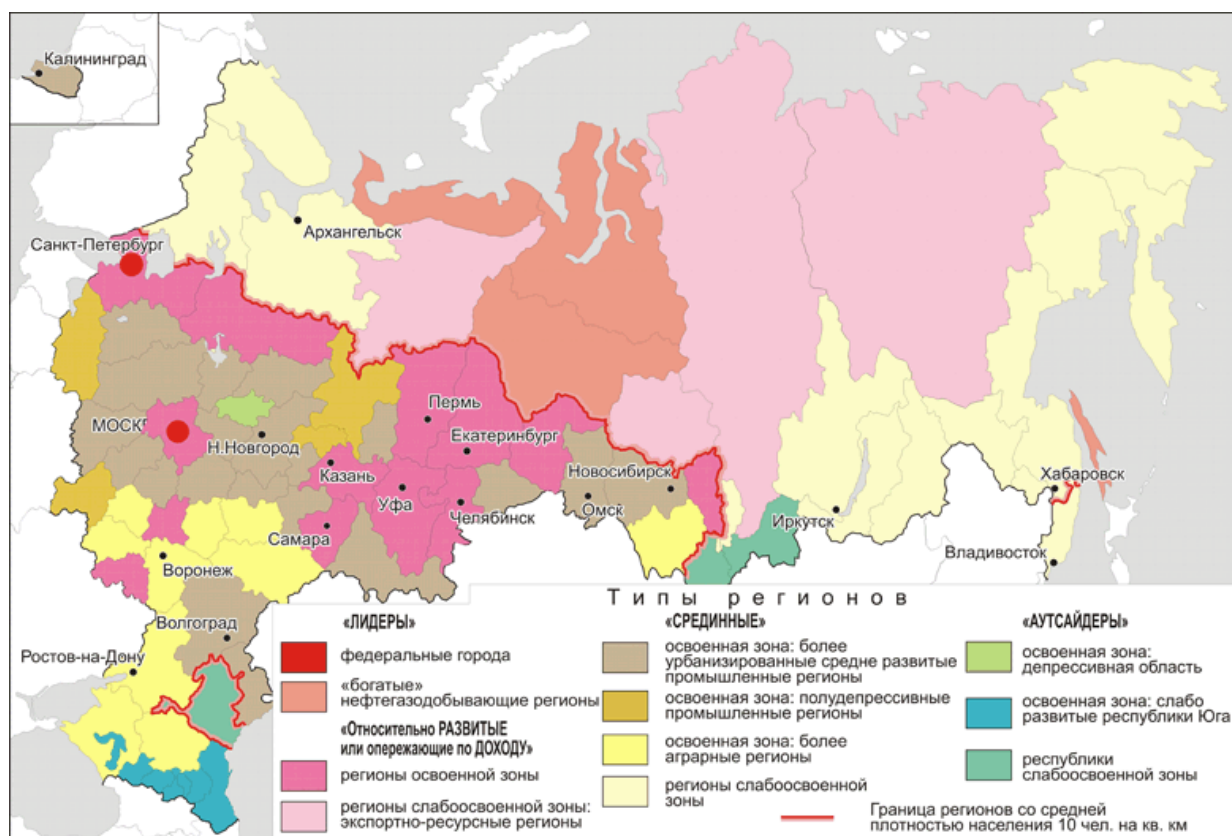 Калининград
Архангельск
Санкт-Петербург
МОСКВ
Н.Новгород
Пермь
Екатеринбург
Казань
Уфа
Челябинск
Самара
Новосибирск
Омск
Иркутск
Хабаровск
Владивосток
Воронеж
Волгоград
Ростов-на-Дону
Типы регионов
«ЛИДЕРЫ»
федеральные города
«богатые»
нефтегазодобывающие регионы
«Относительно РАЗВИТЫЕ
или опережающие по ДОХОДУ»
регионы освоенной зоны
регионы слабоосвоенной зоны:
экспортно-ресурсные регионы
«СРЕДИННЫЕ»
освоенная зона: более
урбанизированные средне развитые
промышленные регионы
освоенная зона: полудепрессивные
промышленные регионы
освоенная зона: более
аграрные регионы
регионы слабоосвоенной
зоны
«АУТСАЙДЕРЫ»
освоенная зона:
депрессивная область
освоенная зона: слабо
развитые республики Юга
республики
слабоосвоенной зоны
Граница регионов со средней
плотностью населения 10 чел. на кв. км